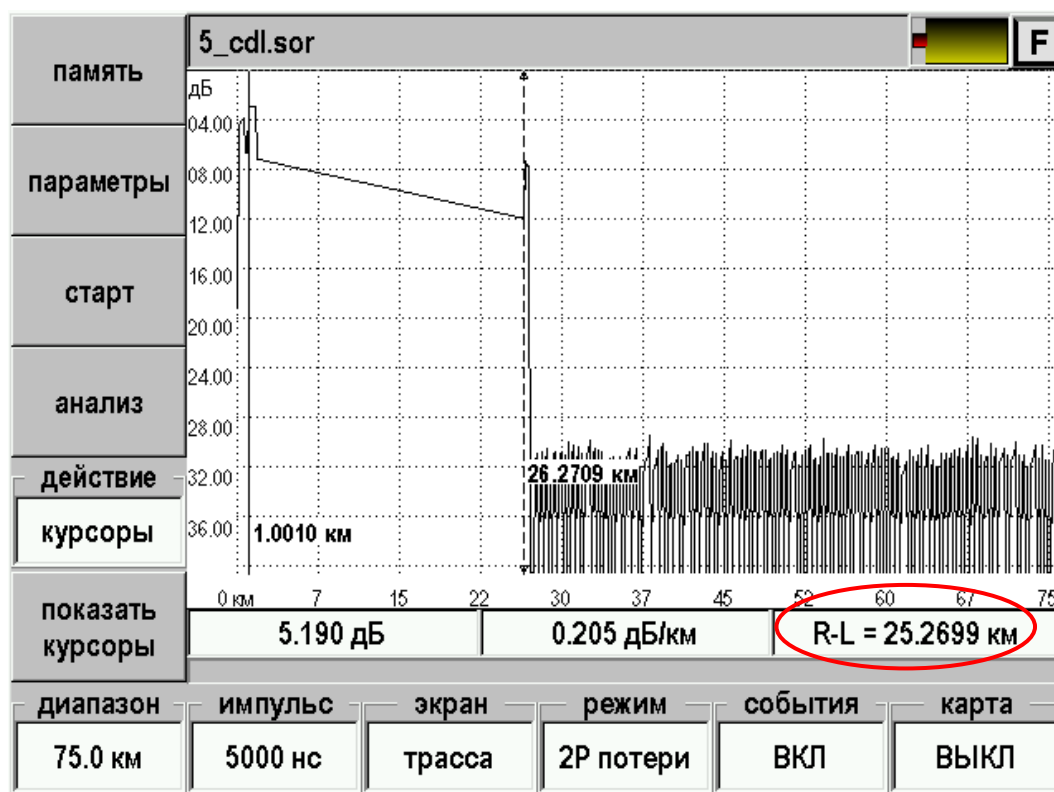 5_cdl.sor
F
память
параметры
старт
анализ
действие
курсоры
показать
курсоры
дБ
04.00
08.00
12.00
16.00
20.00
24.00
28.00
32.00
36.00
26.2709 км
1.0010 км
0 км 7 15 22 30 37 45 52 60 67 75
5.190 дБ 0.205 дБ/км R-L = 25.2699 км
диапазон импульс экран режим события карта
75.0 км 5000 нс трасса 2P потери ВКЛ ВЫКЛ